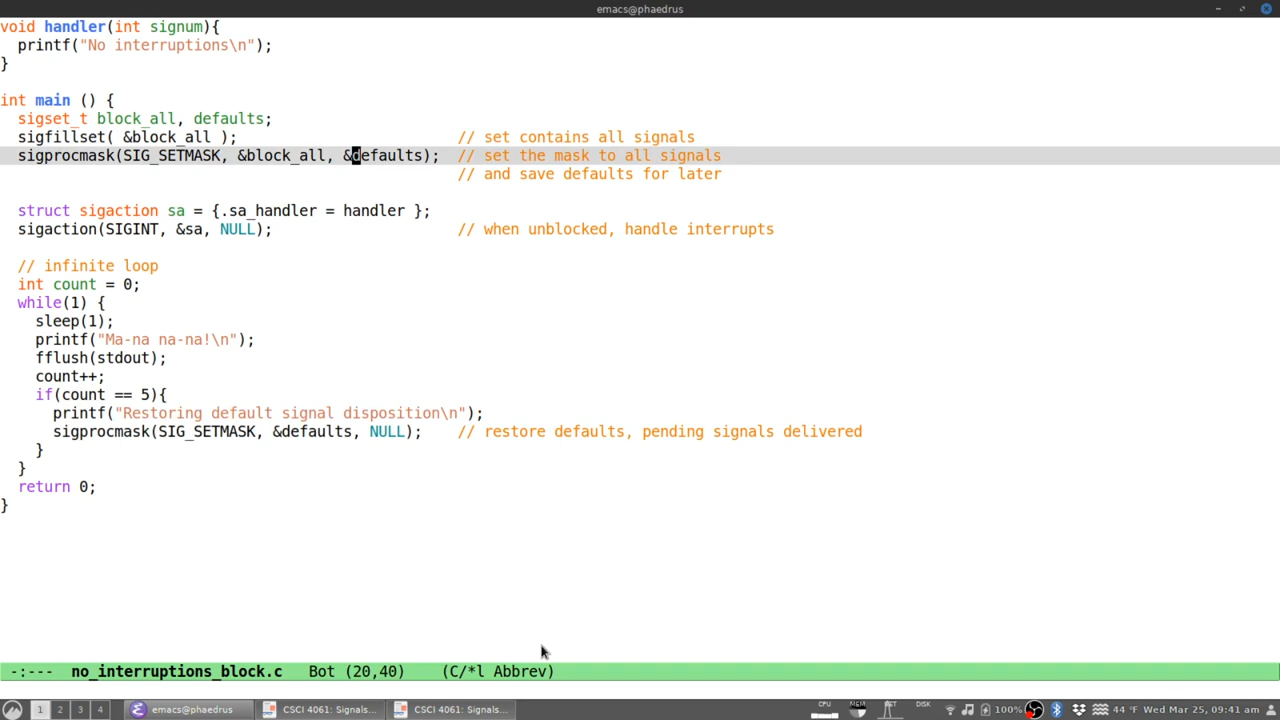 emacs@phaedrus
void handler(int signum){
  printf("No interruptions\n");
}
int main () {
  sigset_t block_all, defaults;
  sigfillset( &block_all );                         // set contains all signals
  sigprocmask(SIG_SETMASK, &block_all, &defaults);  // set the mask to all signals
                                                    // and save defaults for later
  struct sigaction sa = {.sa_handler = handler };
  sigaction(SIGINT, &sa, NULL);                     // when unblocked, handle interrupts
  // infinite loop
  int count = 0;
  while(1) {
    sleep(1);
    printf("Ma-na na-na!\n");
    fflush(stdout);
    count++;
    if(count == 5){
      printf("Restoring default signal disposition\n");
      sigprocmask(SIG_SETMASK, &defaults, NULL);    // restore defaults, pending signals delivered
    }
  }
  return 0;
}
-:---  no_interruptions_block.c   Bot (20,40)    (C/*l Abbrev)
1 2 3 4 emacs@phaedrus CSCI 4061: Signals... CSCI 4061: Signals... CPU MEM NET DISK 100% 44 °F Wed Mar 25, 09:41 am